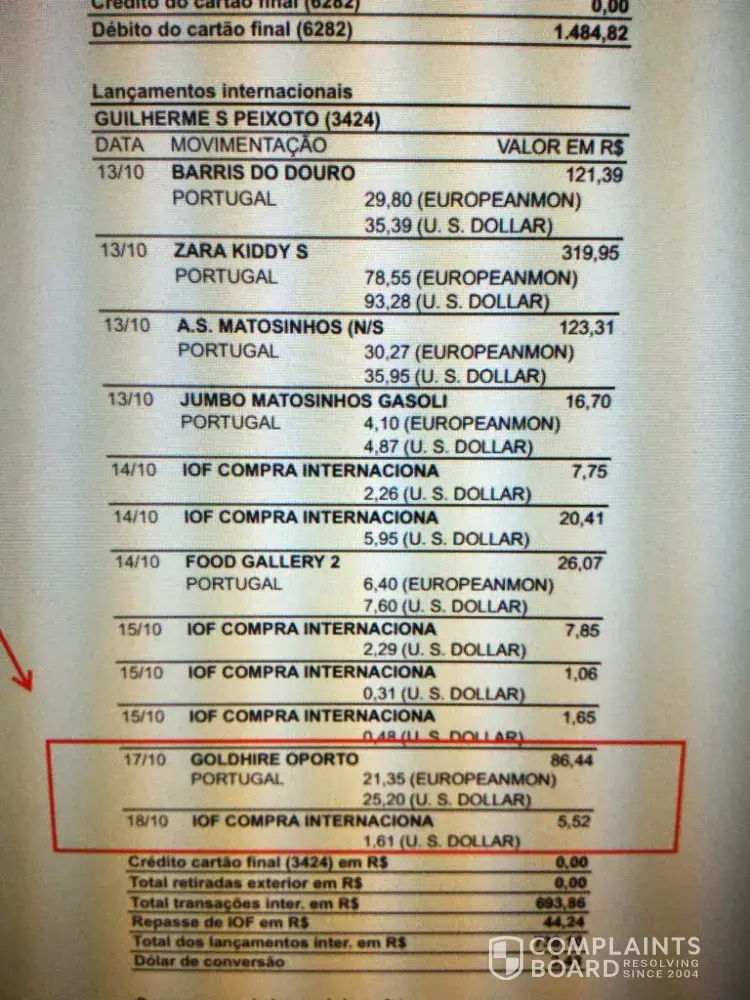 Crédito do cartão final (6282) 0,00
Débito do cartão final (6282) 1.484,82
Lançamentos internacionais
GUILHERME S PEIXOTO (3424)
DATA MOVIMENTAÇÃO VALOR EM R$
13/10 BARRIS DO DOURO 121,39
PORTUGAL 29,80 (EUROPEANMON)
35,39 (U. S. DOLLAR)
13/10 ZARA KIDDY S 319,95
PORTUGAL 78,55 (EUROPEANMON)
93,28 (U. S. DOLLAR)
13/10 A.S. MATOSINHOS (N/S 123,31
PORTUGAL 30,27 (EUROPEANMON)
35,95 (U. S. DOLLAR)
13/10 JUMBO MATOSINHOS GASOLI 16,70
PORTUGAL 4,10 (EUROPEANMON)
4,87 (U. S. DOLLAR)
14/10 IOF COMPRA INTERNACIONA 7,75
2,26 (U. S. DOLLAR)
14/10 IOF COMPRA INTERNACIONA 20,41
5,95 (U. S. DOLLAR)
14/10 FOOD GALLERY 2 26,07
PORTUGAL 6,40 (EUROPEANMON)
7,60 (U. S. DOLLAR)
15/10 IOF COMPRA INTERNACIONA 7,85
2,29 (U. S. DOLLAR)
15/10 IOF COMPRA INTERNACIONA 1,06
0,31 (U. S. DOLLAR)
15/10 IOF COMPRA INTERNACIONA 1,65
0,48 (U. S. DOLLAR)
17/10 GOLDHIRE OPORTO 86,44
PORTUGAL 21,35 (EUROPEANMON)
25,20 (U. S. DOLLAR)
18/10 IOF COMPRA INTERNACIONA 5,52
1,61 (U. S. DOLLAR)
Crédito cartão final (3424) em R$ 0,00
Total retiradas exterior em R$ 0,00
Total transações inter. em R$ 693,86
Repasse de IOF em R$ 44,24
Total dos lançamentos inter. em R$
Dólar de conversão
COMPLAINTS
BOARD RESOLVING
SINCE 2004